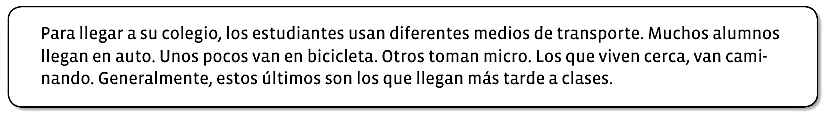 Para llegar a su colegio, los estudiantes usan diferentes medios de transporte. Muchos alumnos
llegan en auto. Unos pocos van en bicicleta. Otros toman micro. Los que viven cerca, van cami-
nando. Generalmente, estos últimos son los que llegan más tarde a clases.